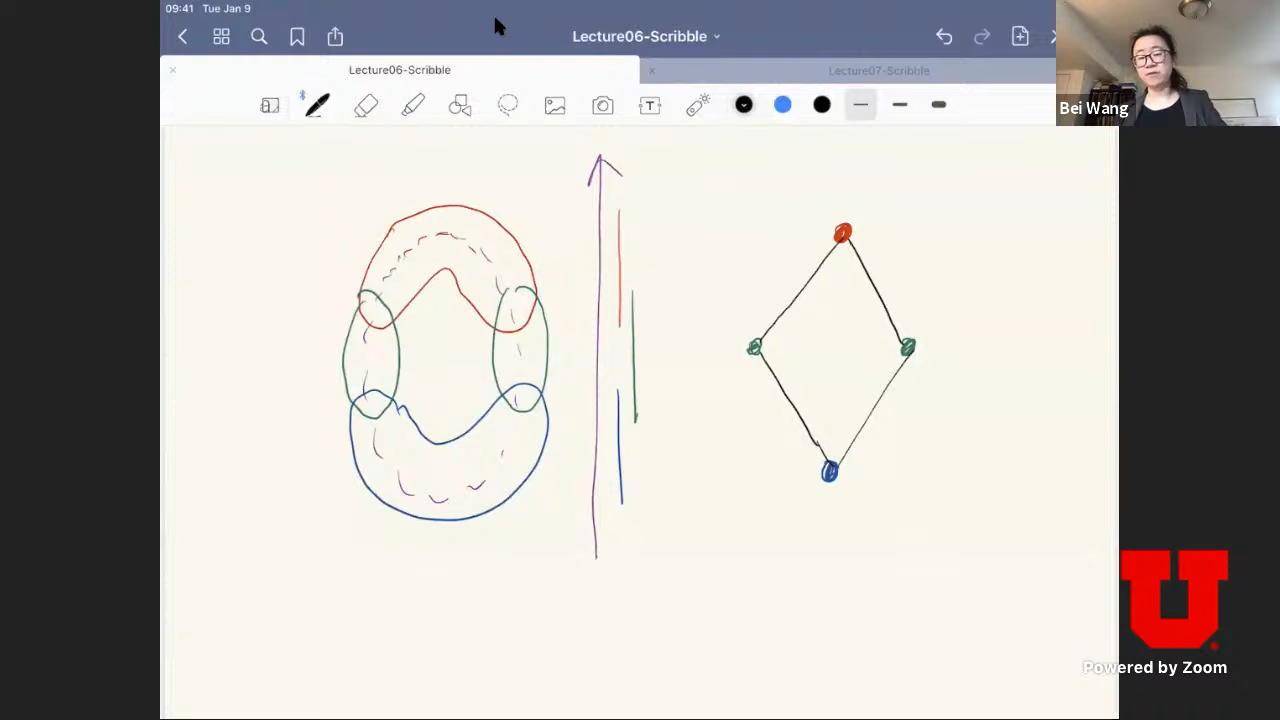 09:41 Tue Jan 9
Lecture06-Scribble
Lecture06-Scribble
Lecture07-Scribble
T
Bei Wang
U
Powered by Zoom